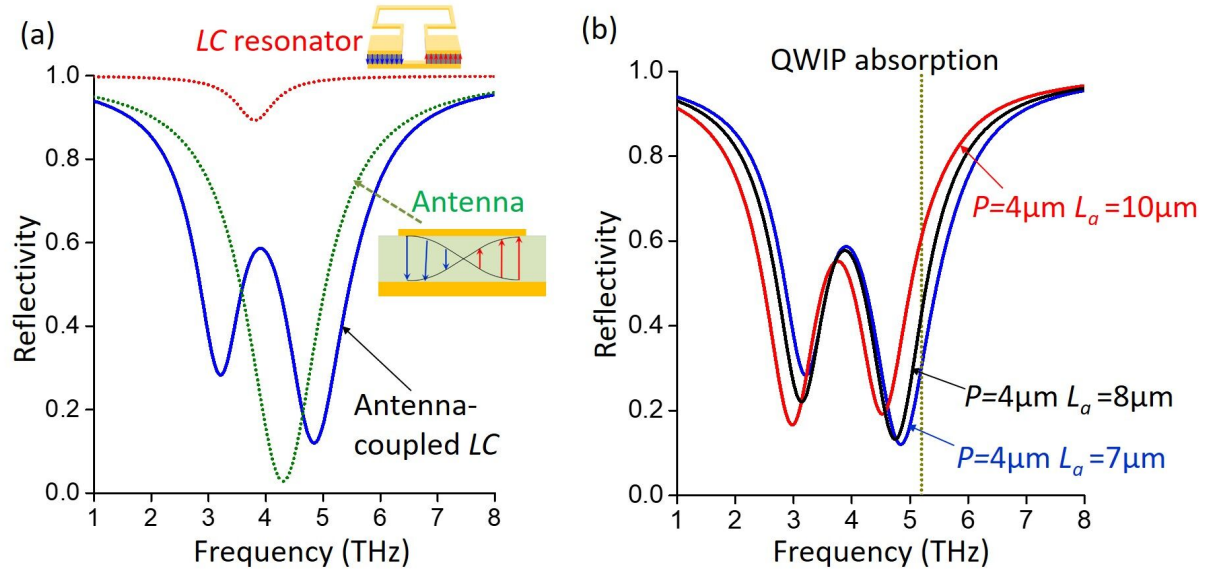 (a)
LC resonator
1.0
0.8
0.6
0.4
0.2
0.0
Reflectivity
Antenna
Antenna-
coupled LC
1 2 3 4 5 6 7 8
Frequency (THz)
(b)
QWIP absorption
1.0
0.8
0.6
0.4
0.2
0.0
Reflectivity
P=4μm Lₐ=10μm
P=4μm Lₐ=8μm
P=4μm Lₐ=7μm
1 2 3 4 5 6 7 8
Frequency (THz)